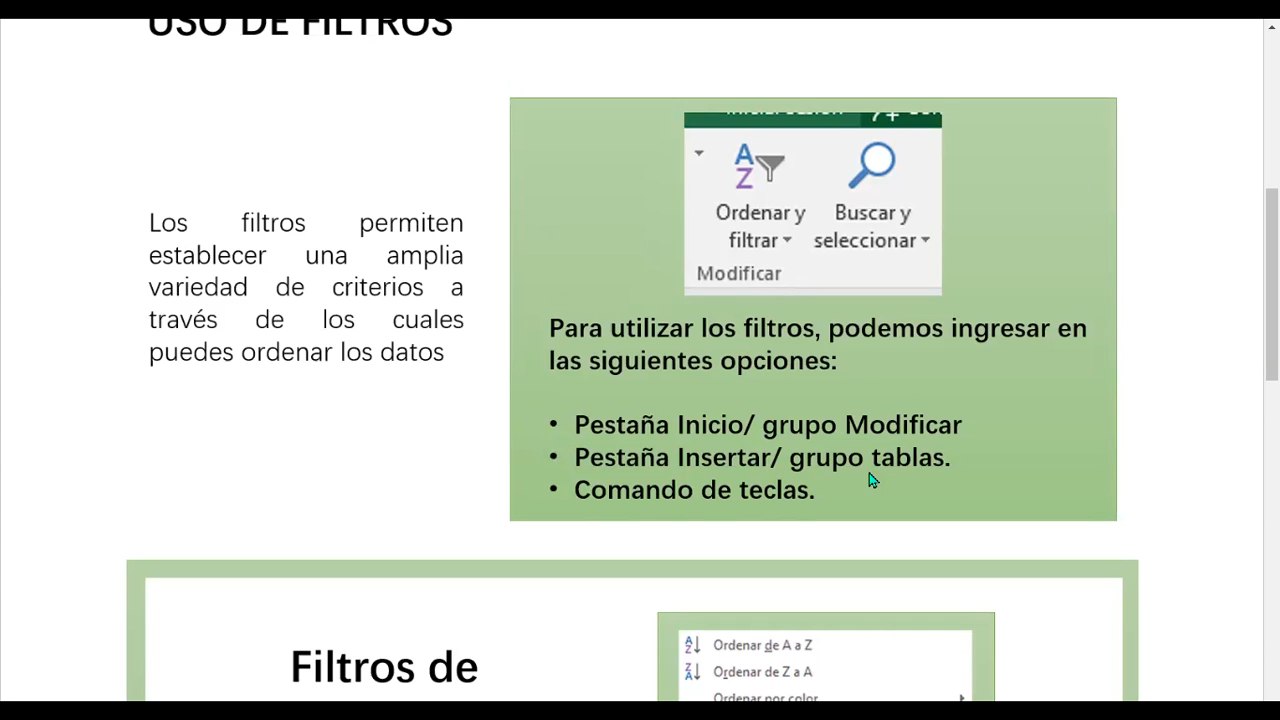 USO DE FILTROS
Los filtros permiten
establecer una amplia
variedad de criterios a
través de los cuales
puedes ordenar los datos
Ordenar y
filtrar
Buscar y
seleccionar
Modificar
Para utilizar los filtros, podemos ingresar en
las siguientes opciones:
• Pestaña Inicio/ grupo Modificar
• Pestaña Insertar/ grupo tablas.
• Comando de teclas.
Filtros de
Ordenar de A a Z
Ordenar de Z a A
Ordenar por color